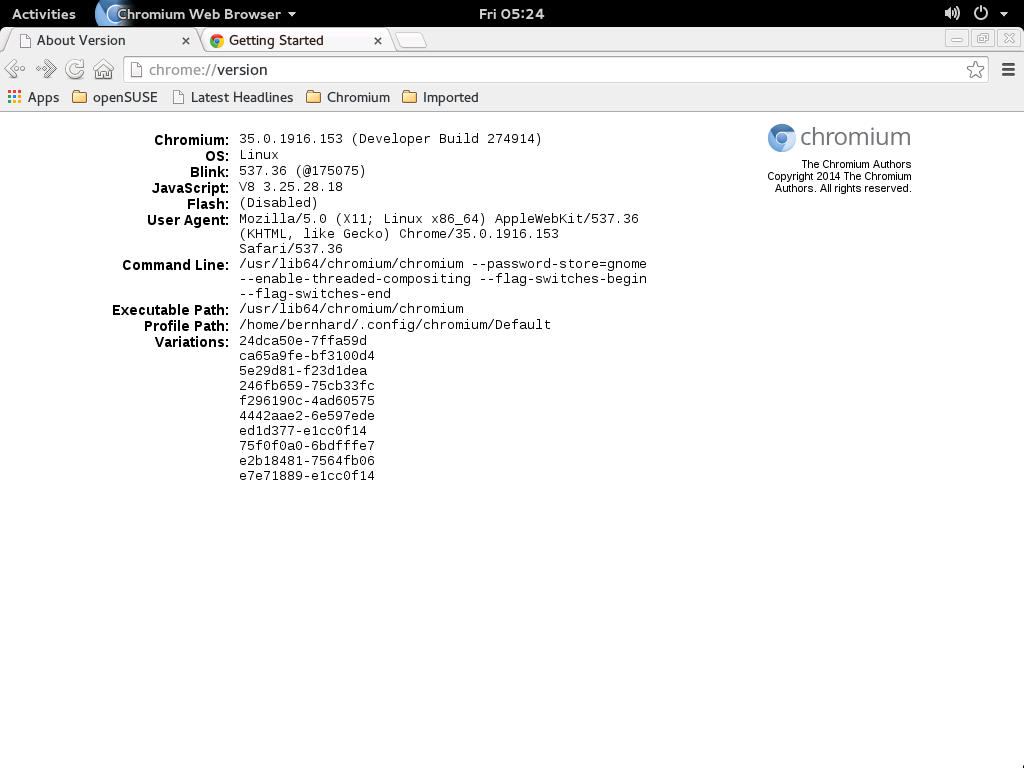 Activities Chromium Web Browser Fri 05:24
About Version Getting Started
chrome://version
Apps openSUSE Latest Headlines Chromium Imported
chromium
The Chromium Authors
Copyright 2014 The Chromium
Authors. All rights reserved.
Chromium: 35.0.1916.153 (Developer Build 274914)
OS: Linux
Blink: 537.36 (@175075)
JavaScript: V8 3.25.28.18
Flash: (Disabled)
User Agent: Mozilla/5.0 (X11; Linux x86_64) AppleWebKit/537.36
(KHTML, like Gecko) Chrome/35.0.1916.153
Safari/537.36
Command Line: /usr/lib64/chromium/chromium --password-store=gnome
--enable-threaded-compositing --flag-switches-begin
--flag-switches-end
Executable Path: /usr/lib64/chromium/chromium
Profile Path: /home/bernhard/.config/chromium/Default
Variations: 24dca50e-7ffa59d
ca65a9fe-bf3100d4
5e29d81-f23d1dea
246fb659-75cb33fc
f296190c-4ad60575
4442aae2-6e597ede
ed1d377-e1cc0f14
75f0f0a0-6bdfffe7
e2b18481-7564fb06
e7e71889-e1cc0f14